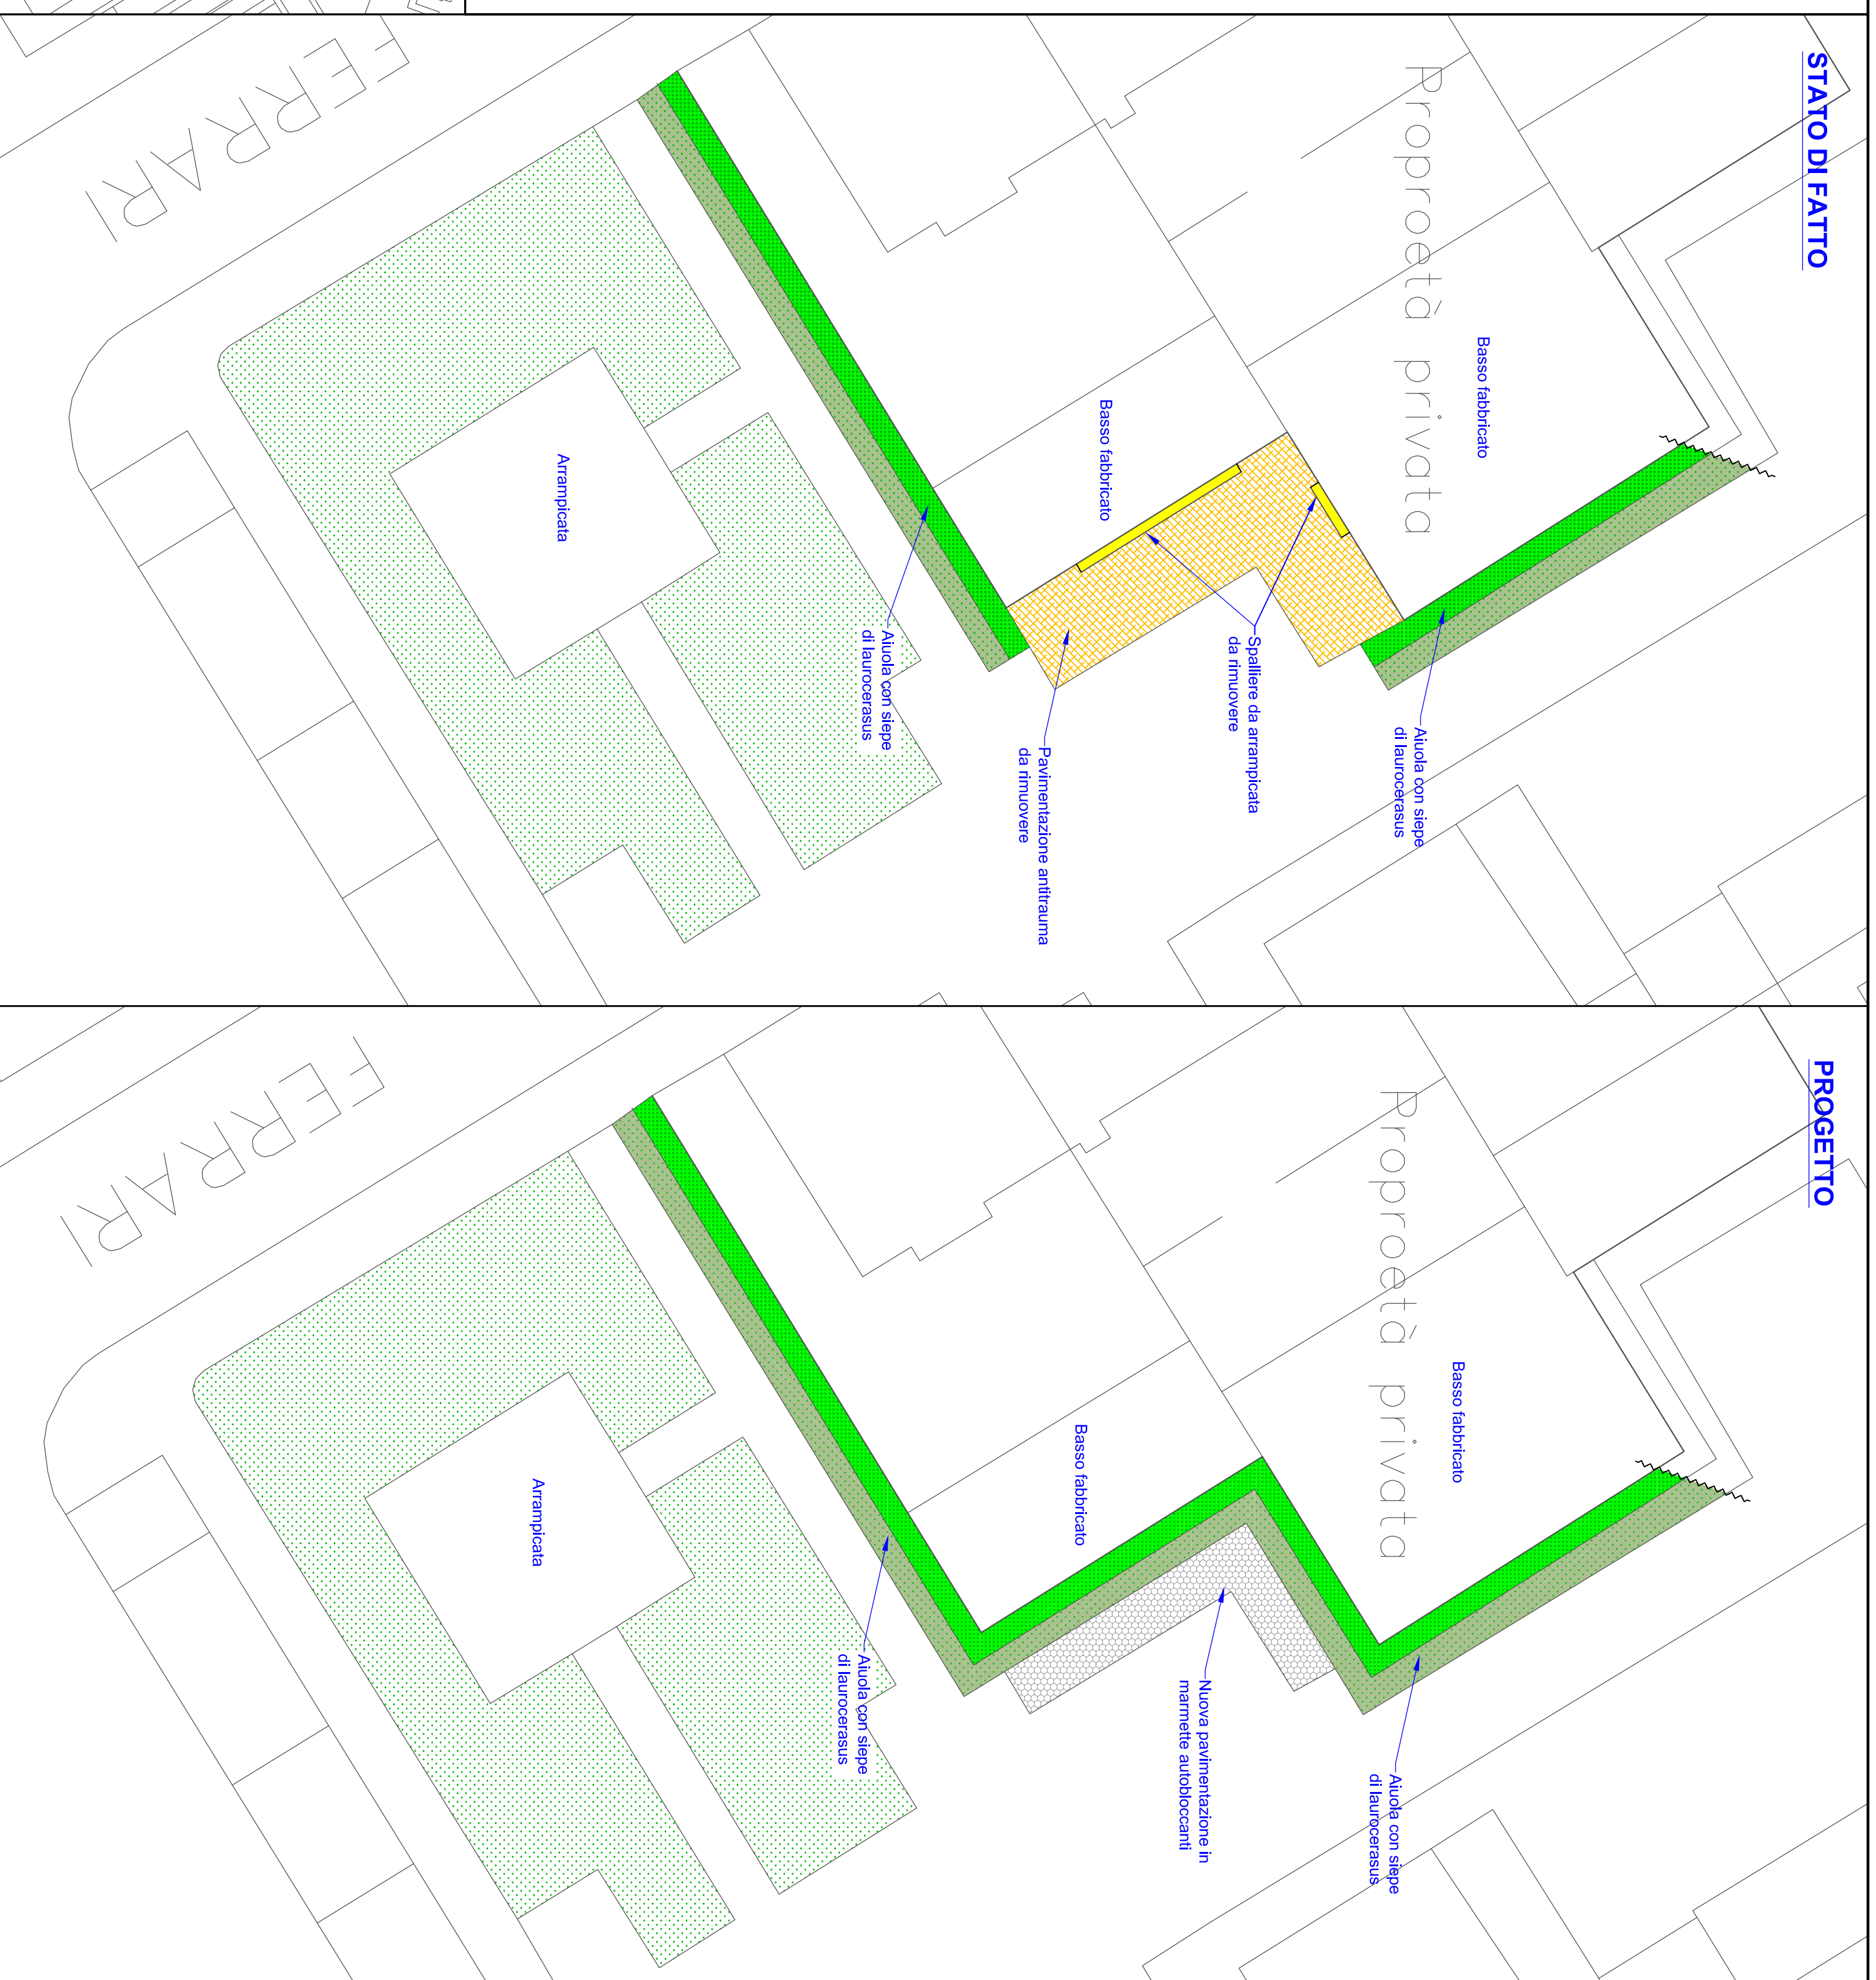 STATO DI FATTO
Proprietà privata
Basso fabbricato
Basso fabbricato
Aiuola con siepe
di laurocerasus
Spalliere da arrampicata
da rimuovere
Pavimentazione antitrauma
da rimuovere
Aiuola con siepe
di laurocerasus
Arrampicata
FERRARI
PROGETTO
Proprietà privata
Basso fabbricato
Basso fabbricato
Aiuola con siepe
di laurocerasus
Nuova pavimentazione in
marmette autobloccanti
Aiuola con siepe
di laurocerasus
Arrampicata
FERRARI